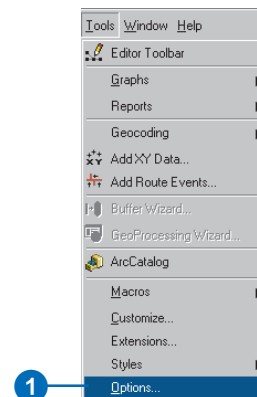 Tools Window Help
Editor Toolbar
Graphs
Reports
Geocoding
Add XY Data...
Add Route Events...
Buffer Wizard...
GeoProcessing Wizard...
ArcCatalog
Macros
Customize...
Extensions...
Styles
1 Options...